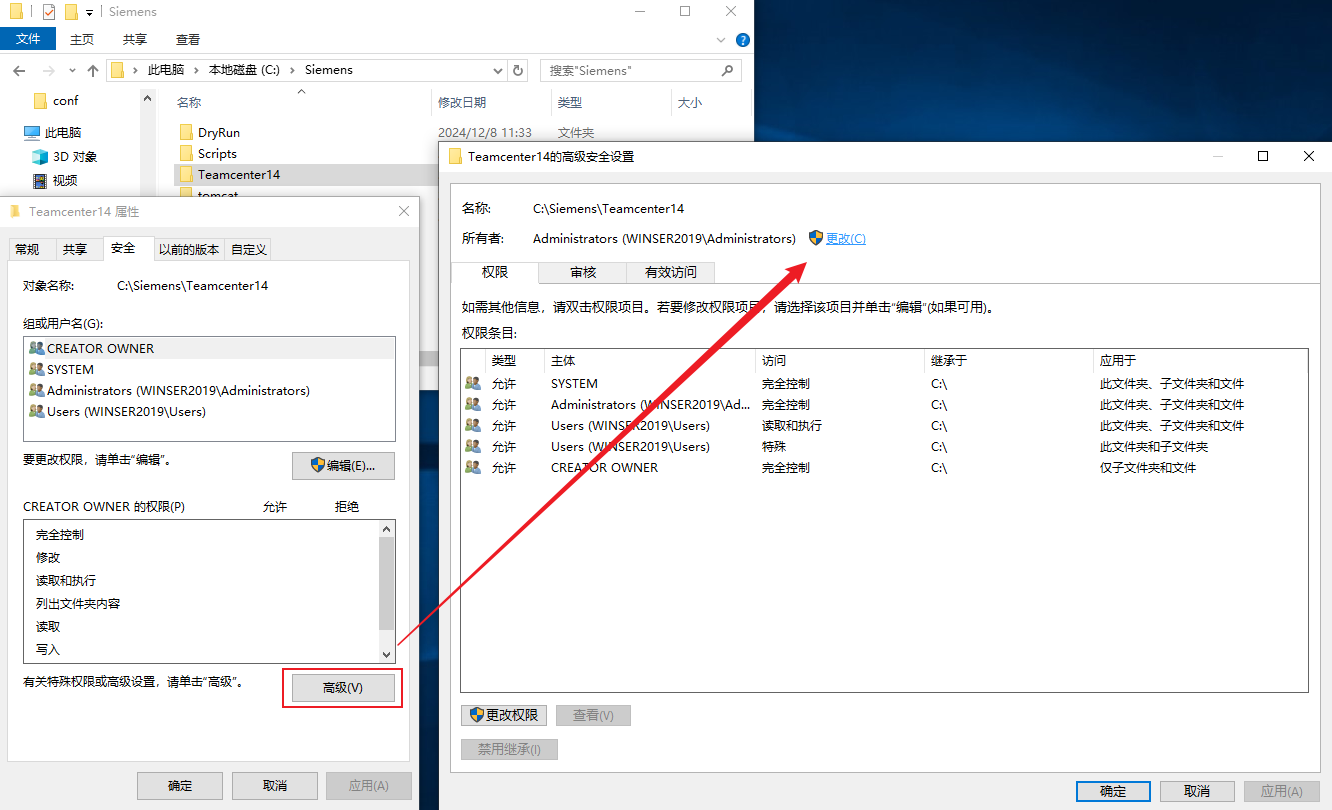 Siemens
文件 主页 共享 查看
此电脑 本地磁盘 (C:) Siemens 搜索"Siemens"
conf
此电脑
3D 对象
视频
名称 修改日期 类型 大小
DryRun 2024/12/8 11:33 文件夹
Scripts
Teamcenter14
tomcat
Teamcenter14 属性
常规 共享 安全 以前的版本 自定义
对象名称: C:\Siemens\Teamcenter14
组或用户名(G):
CREATOR OWNER
SYSTEM
Administrators (WINSER2019\Administrators)
Users (WINSER2019\Users)
要更改权限，请单击“编辑”。 编辑(E)...
CREATOR OWNER 的权限(P) 允许 拒绝
完全控制
修改
读取和执行
列出文件夹内容
读取
写入
有关特殊权限或高级设置，请单击“高级”。 高级(V)
确定 取消 应用(A)
Teamcenter14的高级安全设置
名称: C:\Siemens\Teamcenter14
所有者: Administrators (WINSER2019\Administrators) 更改(C)
权限 审核 有效访问
如需其他信息，请双击权限项目。若要修改权限项目，请选择该项目并单击“编辑”(如果可用)。
权限条目:
类型 主体 访问 继承于 应用于
允许 SYSTEM 完全控制 C:\ 此文件夹、子文件夹和文件
允许 Administrators (WINSER2019\Ad... 完全控制 C:\ 此文件夹、子文件夹和文件
允许 Users (WINSER2019\Users) 读取和执行 C:\ 此文件夹、子文件夹和文件
允许 Users (WINSER2019\Users) 特殊 C:\ 此文件夹和子文件夹
允许 CREATOR OWNER 完全控制 C:\ 仅子文件夹和文件
更改权限 查看(V)
禁用继承(I)
确定 取消 应用(A)